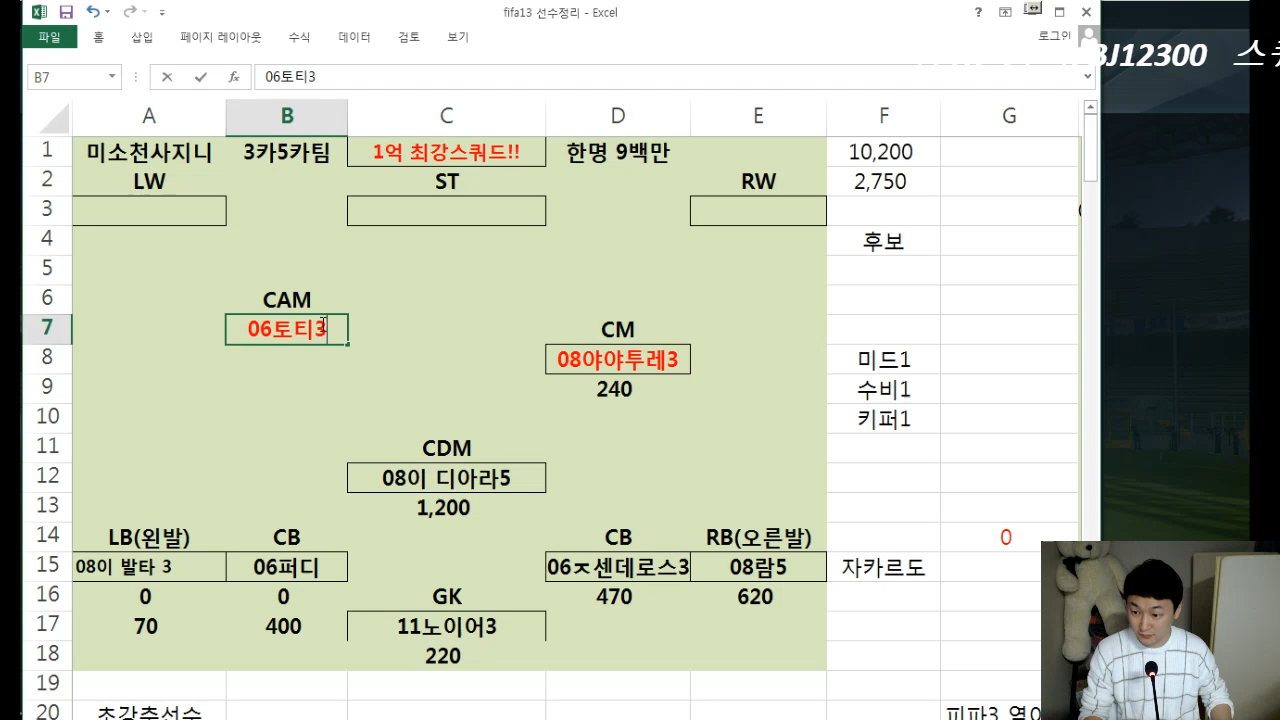 fifa13 선수정리 - Excel
파일 홈 삽입 페이지 레이아웃 수식 데이터 검토 보기 로그인
BJ12300
B7 06토티3
A B C D E F G
1 미소천사지니 3카5카팀 1억 최강스쿼드!! 한명 9백만 10,200
2 LW ST RW 2,750
3
4 후보
5
6 CAM
7 06토티3 CM
8 08야야투레3 미드1
9 240 수비1
10 키퍼1
11 CDM
12 08이 디아라5
13 1,200
14 LB(왼발) CB CB RB(오른발) 0
15 08이 발타 3 06퍼디 06ㅈ센데로스3 08람5 자카르도
16 0 0 GK 470 620
17 70 400 11노이어3
18 220
19
20